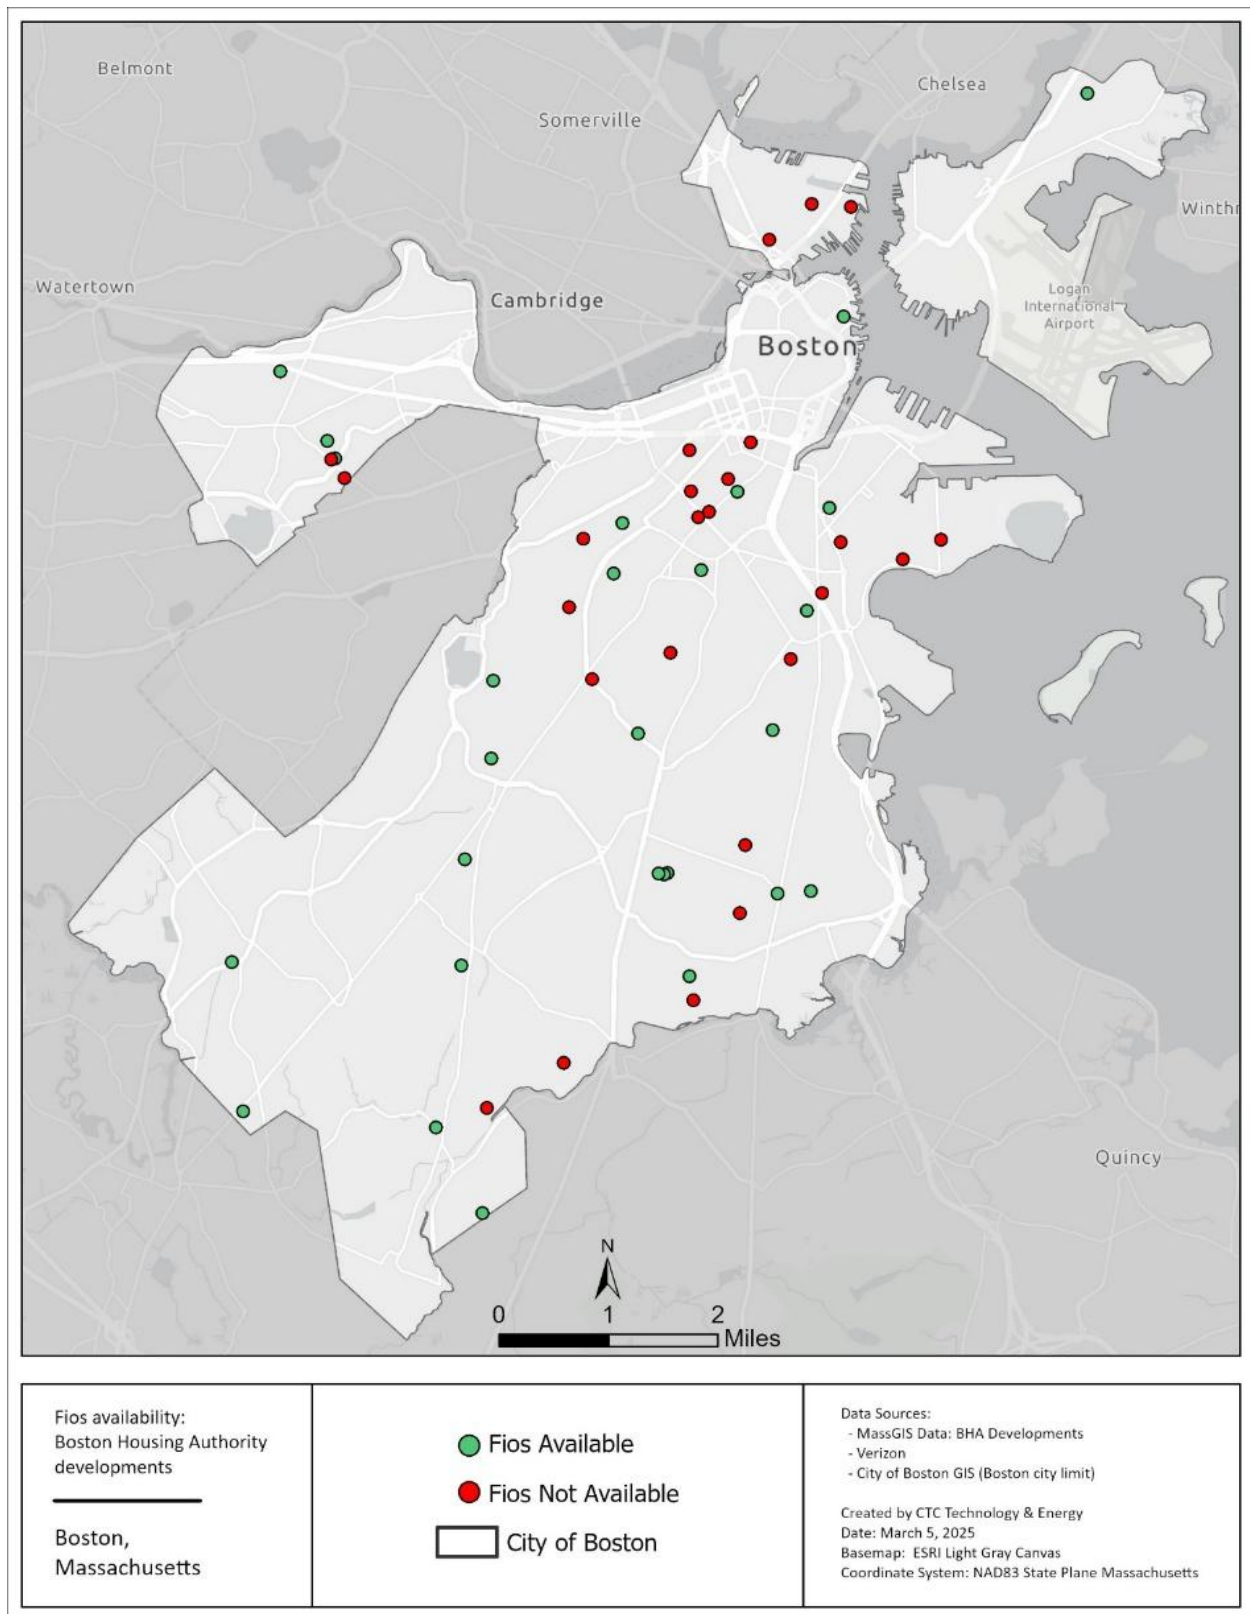 Belmont
Chelsea
Somerville
Winthr
Watertown
Cambridge
Logan
International
Airport
Boston
Quincy
N
0 1 2
Miles
Fios availability:
Boston Housing Authority
developments
Boston,
Massachusetts
Fios Available
Fios Not Available
City of Boston
Data Sources:
- MassGIS Data: BHA Developments
- Verizon
- City of Boston GIS (Boston city limit)
Created by CTC Technology & Energy
Date: March 5, 2025
Basemap: ESRI Light Gray Canvas
Coordinate System: NAD83 State Plane Massachusetts